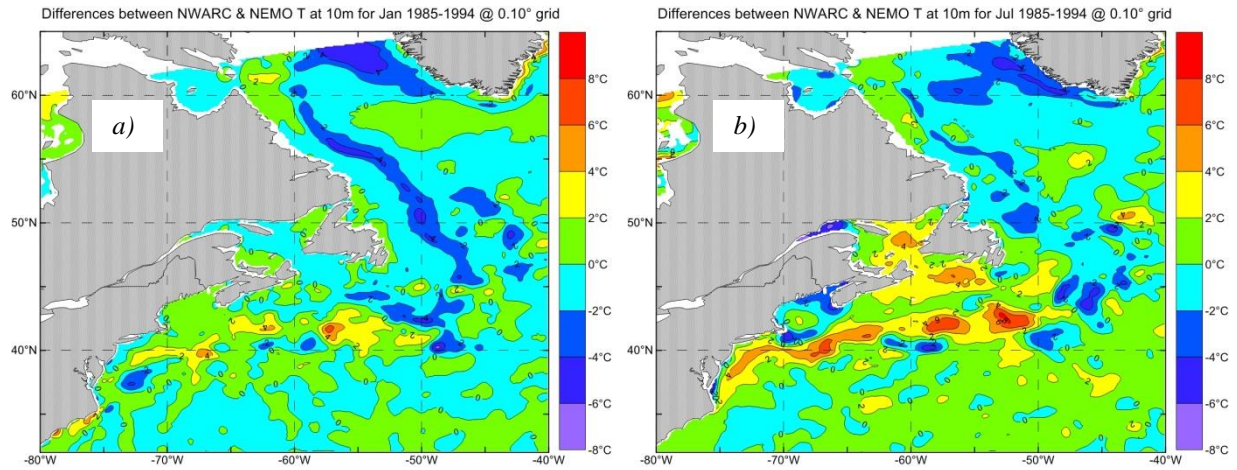 Differences between NWARC & NEMO T at 10m for Jan 1985-1994 @ 0.10° grid
a)
60°N
50°N
40°N
-80°W
-70°W
-60°W
-50°W
-40°W
8°C
6°C
4°C
2°C
0°C
-2°C
-4°C
-6°C
-8°C
Differences between NWARC & NEMO T at 10m for Jul 1985-1994 @ 0.10° grid
b)
60°N
50°N
40°N
-80°W
-70°W
-60°W
-50°W
-40°W
8°C
6°C
4°C
2°C
0°C
-2°C
-4°C
-6°C
-8°C